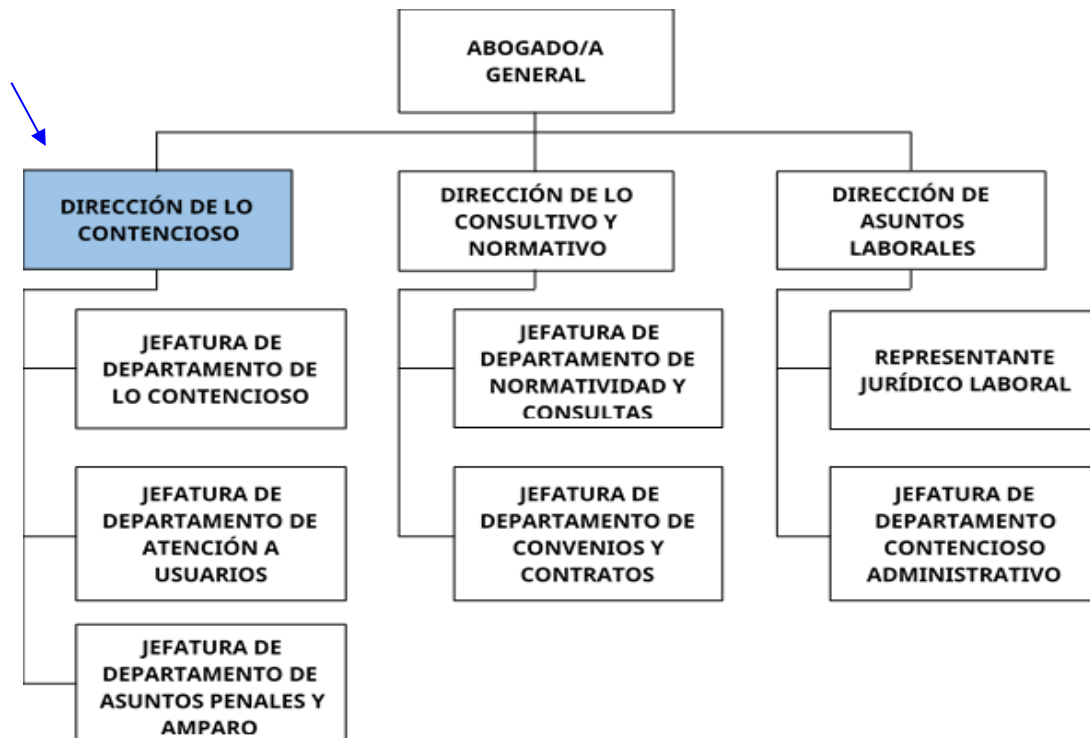 ABOGADO/A
GENERAL
DIRECCIÓN DE LO
CONTENCIOSO
DIRECCIÓN DE LO
CONSULTIVO Y
NORMATIVO
DIRECCIÓN DE
ASUNTOS
LABORALES
JEFATURA DE
DEPARTAMENTO DE
LO CONTENCIOSO
JEFATURA DE
DEPARTAMENTO DE
NORMATIVIDAD Y
CONSULTAS
REPRESENTANTE
JURÍDICO LABORAL
JEFATURA DE
DEPARTAMENTO DE
ATENCIÓN A
USUARIOS
JEFATURA DE
DEPARTAMENTO DE
CONVENIOS Y
CONTRATOS
JEFATURA DE
DEPARTAMENTO
CONTENCIOSO
ADMINISTRATIVO
JEFATURA DE
DEPARTAMENTO DE
ASUNTOS PENALES Y
AMPARO